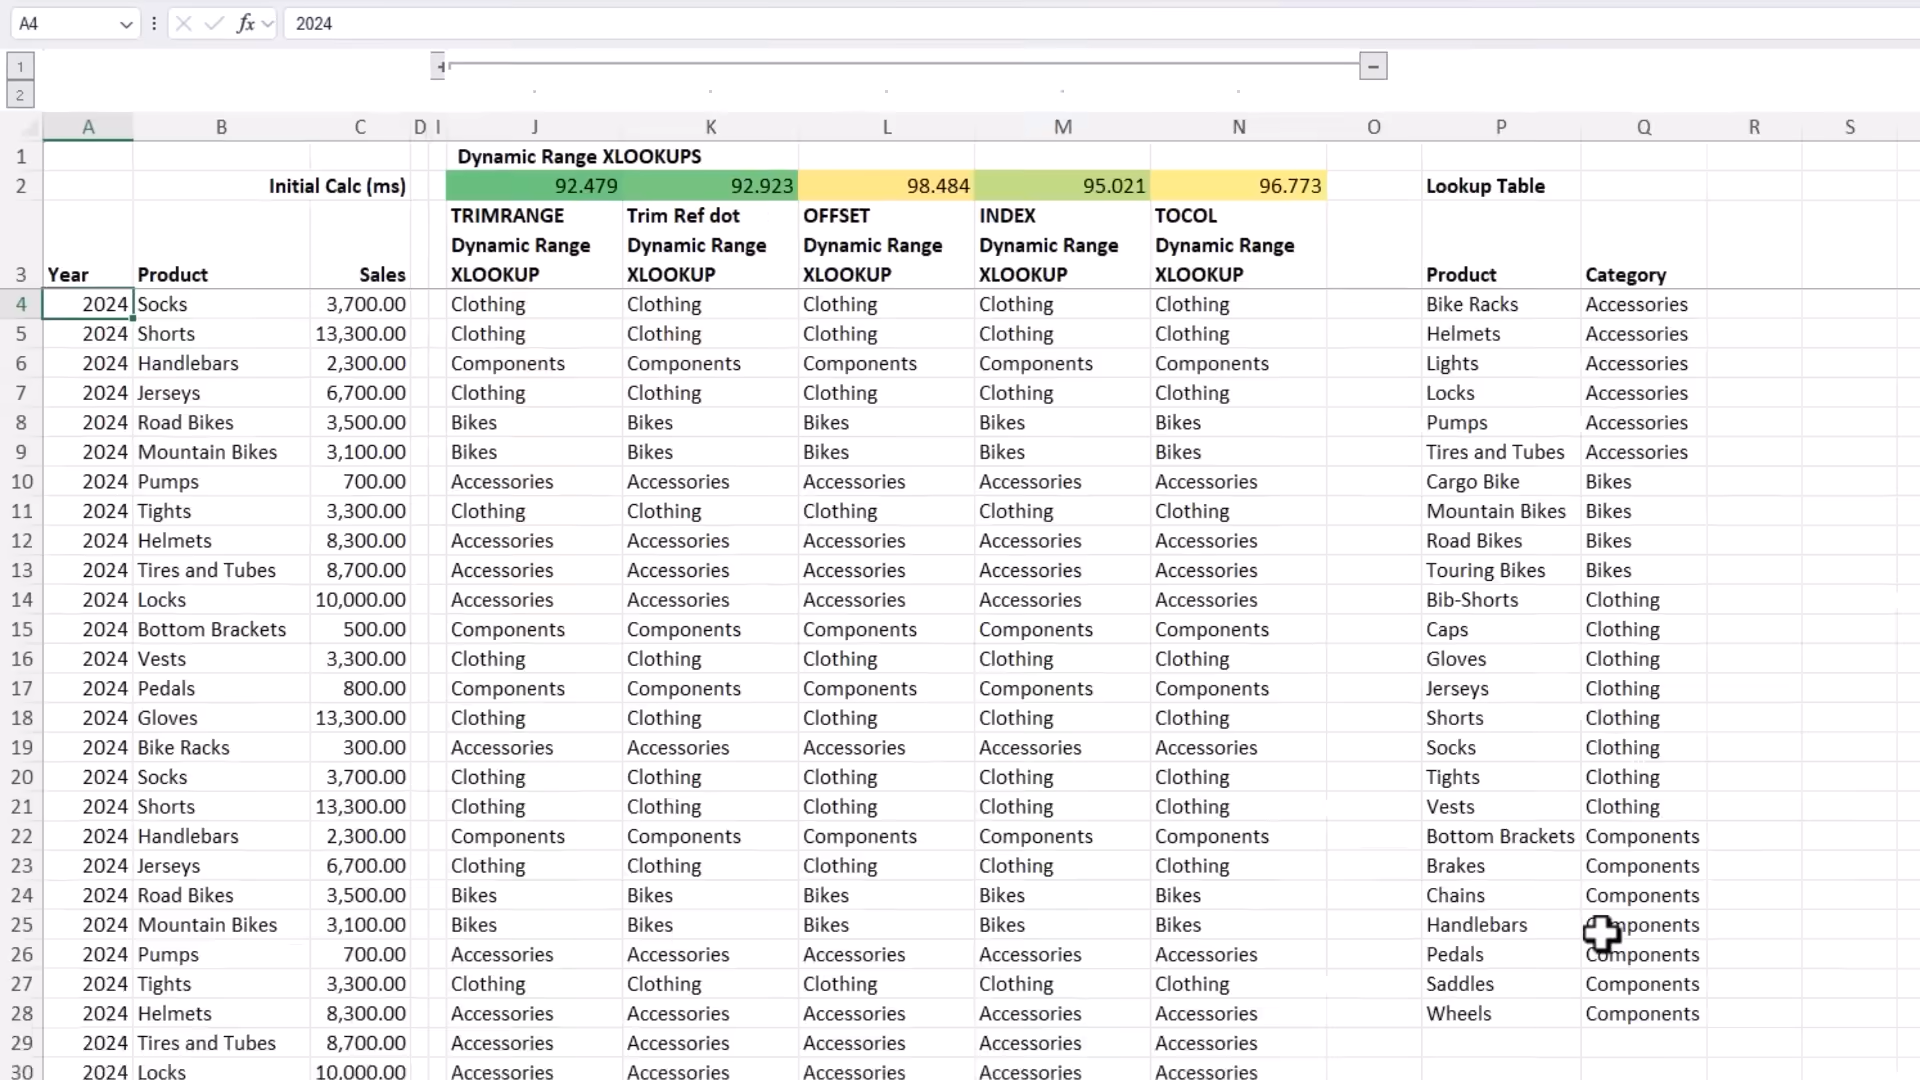 A4 fx 2024
1
2
A B C D I J K L M N O P Q R S
1 Dynamic Range XLOOKUPS
2 Initial Calc (ms) 92.479 92.923 98.484 95.021 96.773 Lookup Table
TRIMRANGE Trim Ref dot OFFSET INDEX TOCOL
Dynamic Range Dynamic Range Dynamic Range Dynamic Range Dynamic Range
3 Year Product Sales XLOOKUP XLOOKUP XLOOKUP XLOOKUP XLOOKUP Product Category
4 2024 Socks 3,700.00 Clothing Clothing Clothing Clothing Clothing Bike Racks Accessories
5 2024 Shorts 13,300.00 Clothing Clothing Clothing Clothing Clothing Helmets Accessories
6 2024 Handlebars 2,300.00 Components Components Components Components Components Lights Accessories
7 2024 Jerseys 6,700.00 Clothing Clothing Clothing Clothing Clothing Locks Accessories
8 2024 Road Bikes 3,500.00 Bikes Bikes Bikes Bikes Bikes Pumps Accessories
9 2024 Mountain Bikes 3,100.00 Bikes Bikes Bikes Bikes Bikes Tires and Tubes Accessories
10 2024 Pumps 700.00 Accessories Accessories Accessories Accessories Accessories Cargo Bike Bikes
11 2024 Tights 3,300.00 Clothing Clothing Clothing Clothing Clothing Mountain Bikes Bikes
12 2024 Helmets 8,300.00 Accessories Accessories Accessories Accessories Accessories Road Bikes Bikes
13 2024 Tires and Tubes 8,700.00 Accessories Accessories Accessories Accessories Accessories Touring Bikes Bikes
14 2024 Locks 10,000.00 Accessories Accessories Accessories Accessories Accessories Bib-Shorts Clothing
15 2024 Bottom Brackets 500.00 Components Components Components Components Components Caps Clothing
16 2024 Vests 3,300.00 Clothing Clothing Clothing Clothing Clothing Gloves Clothing
17 2024 Pedals 800.00 Components Components Components Components Components Jerseys Clothing
18 2024 Gloves 13,300.00 Clothing Clothing Clothing Clothing Clothing Shorts Clothing
19 2024 Bike Racks 300.00 Accessories Accessories Accessories Accessories Accessories Socks Clothing
20 2024 Socks 3,700.00 Clothing Clothing Clothing Clothing Clothing Tights Clothing
21 2024 Shorts 13,300.00 Clothing Clothing Clothing Clothing Clothing Vests Clothing
22 2024 Handlebars 2,300.00 Components Components Components Components Components Bottom Brackets Components
23 2024 Jerseys 6,700.00 Clothing Clothing Clothing Clothing Clothing Brakes Components
24 2024 Road Bikes 3,500.00 Bikes Bikes Bikes Bikes Bikes Chains Components
25 2024 Mountain Bikes 3,100.00 Bikes Bikes Bikes Bikes Bikes Handlebars Components
26 2024 Pumps 700.00 Accessories Accessories Accessories Accessories Accessories Pedals Components
27 2024 Tights 3,300.00 Clothing Clothing Clothing Clothing Clothing Saddles Components
28 2024 Helmets 8,300.00 Accessories Accessories Accessories Accessories Accessories Wheels Components
29 2024 Tires and Tubes 8,700.00 Accessories Accessories Accessories Accessories Accessories
30 2024 Locks 10,000.00 Accessories Accessories Accessories Accessories Accessories